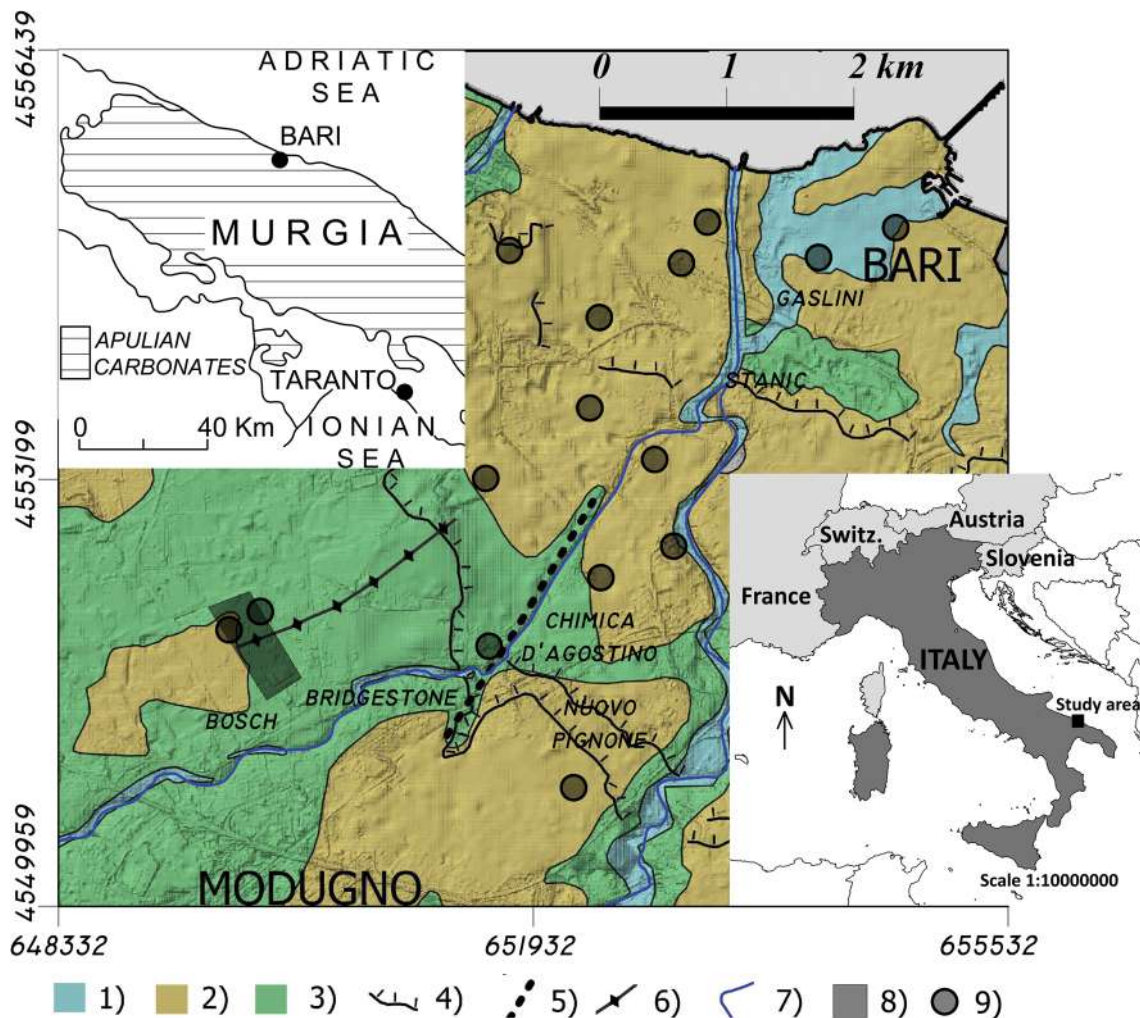 4556439
4553199
4549959
648332
651932
655532
ADRIATIC
SEA
BARI
MURGIA
APULIAN
CARBONATES
TARANTO
0 40 Km
IONIAN
SEA
0 1 2 km
BARI
GASLINI
STANIC
CHIMICA
D'AGOSTINO
BRIDGESTONE
BOSCH
NUOVO
PIGNONE
MODUGNO
Switz.
Austria
Slovenia
France
ITALY
N
Study area
Scale 1:10000000
1) 2) 3) 4) 5) 6) 7) 8) 9)